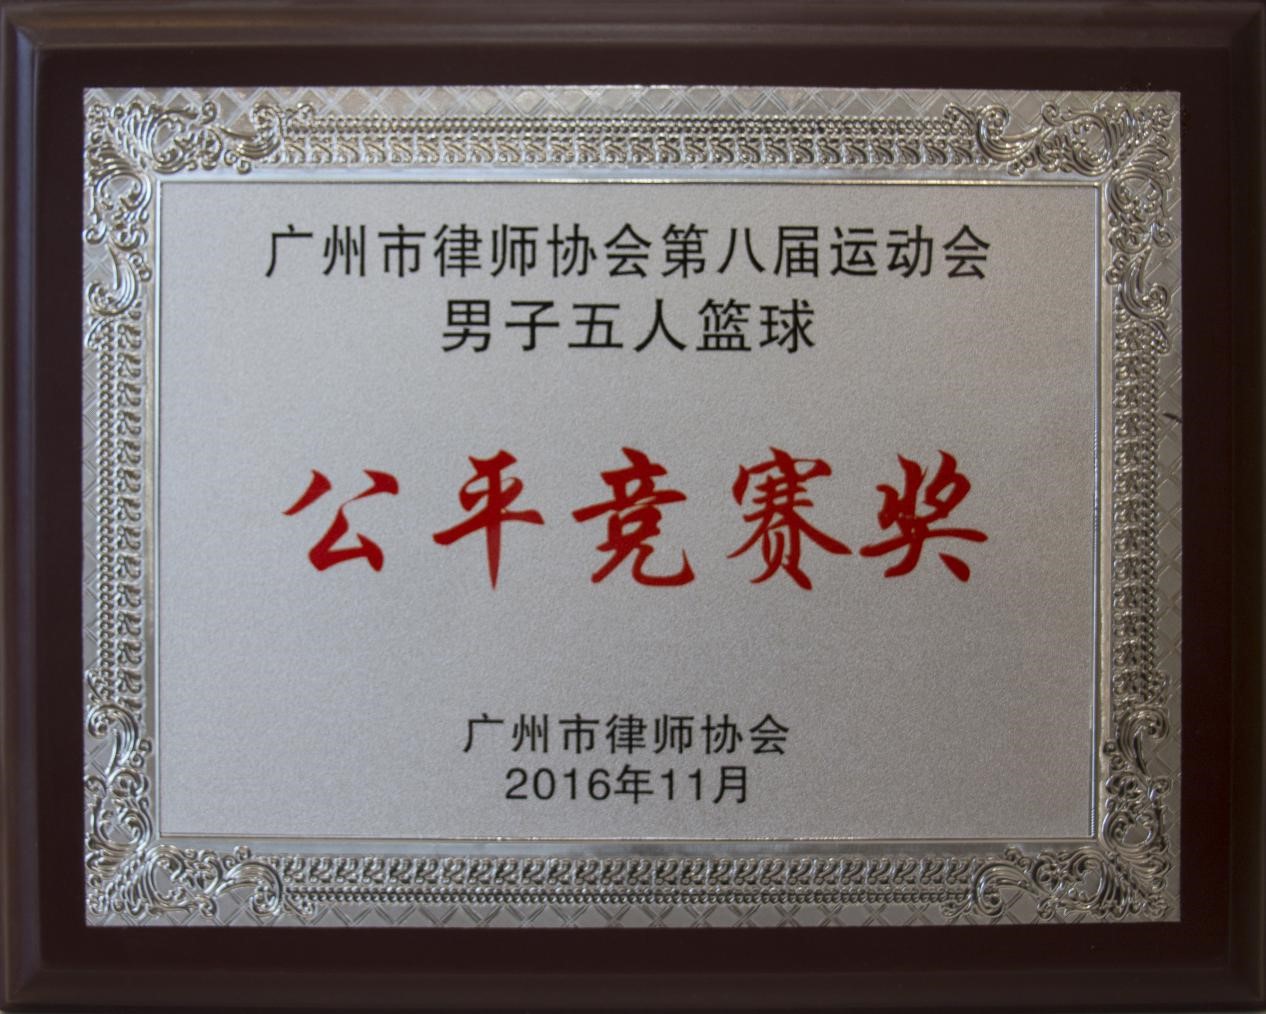 广州市律师协会第八届运动会
男子五人篮球
公平竞赛奖
广州市律师协会
2016年11月